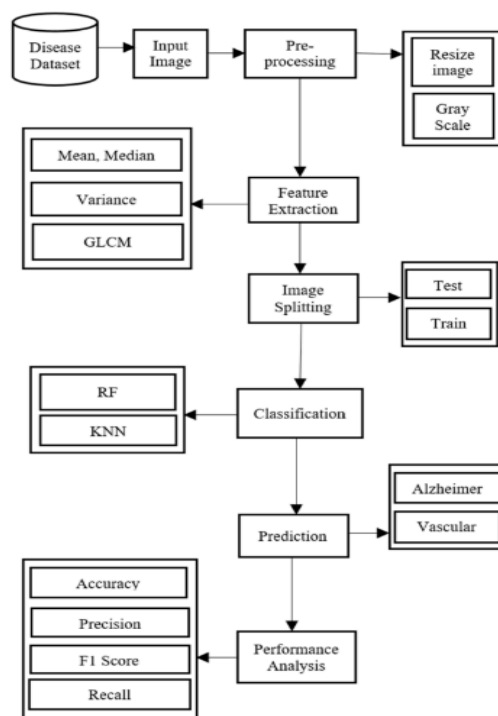 Disease
Dataset
Input
Image
Pre-
processing
Resize
image
Gray
Scale
Mean, Median
Variance
GLCM
Feature
Extraction
Image
Splitting
Test
Train
RF
KNN
Classification
Alzheimer
Vascular
Prediction
Accuracy
Precision
F1 Score
Recall
Performance
Analysis